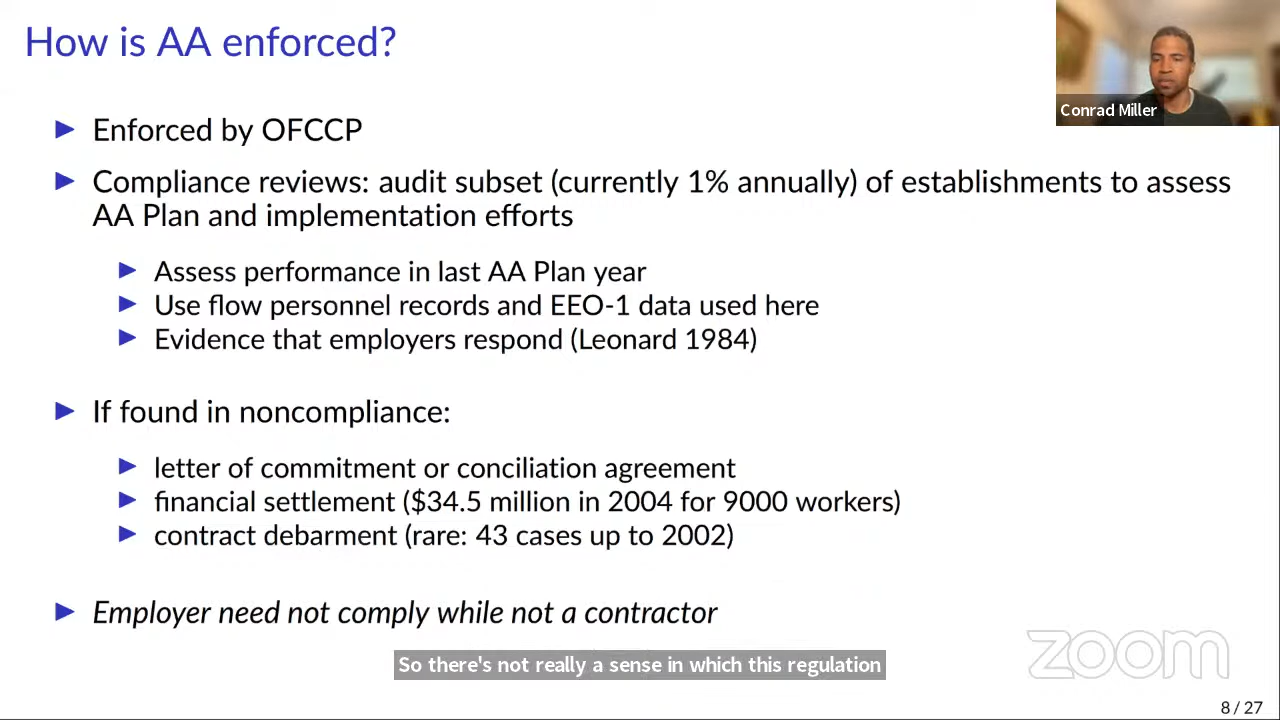 How is AA enforced?
Conrad Miller
Enforced by OFCCP
Compliance reviews: audit subset (currently 1% annually) of establishments to assess
AA Plan and implementation efforts
Assess performance in last AA Plan year
Use flow personnel records and EEO-1 data used here
Evidence that employers respond (Leonard 1984)
If found in noncompliance:
letter of commitment or conciliation agreement
financial settlement ($34.5 million in 2004 for 9000 workers)
contract debarment (rare: 43 cases up to 2002)
Employer need not comply while not a contractor
So there's not really a sense in which this regulation
zoom
8 / 27